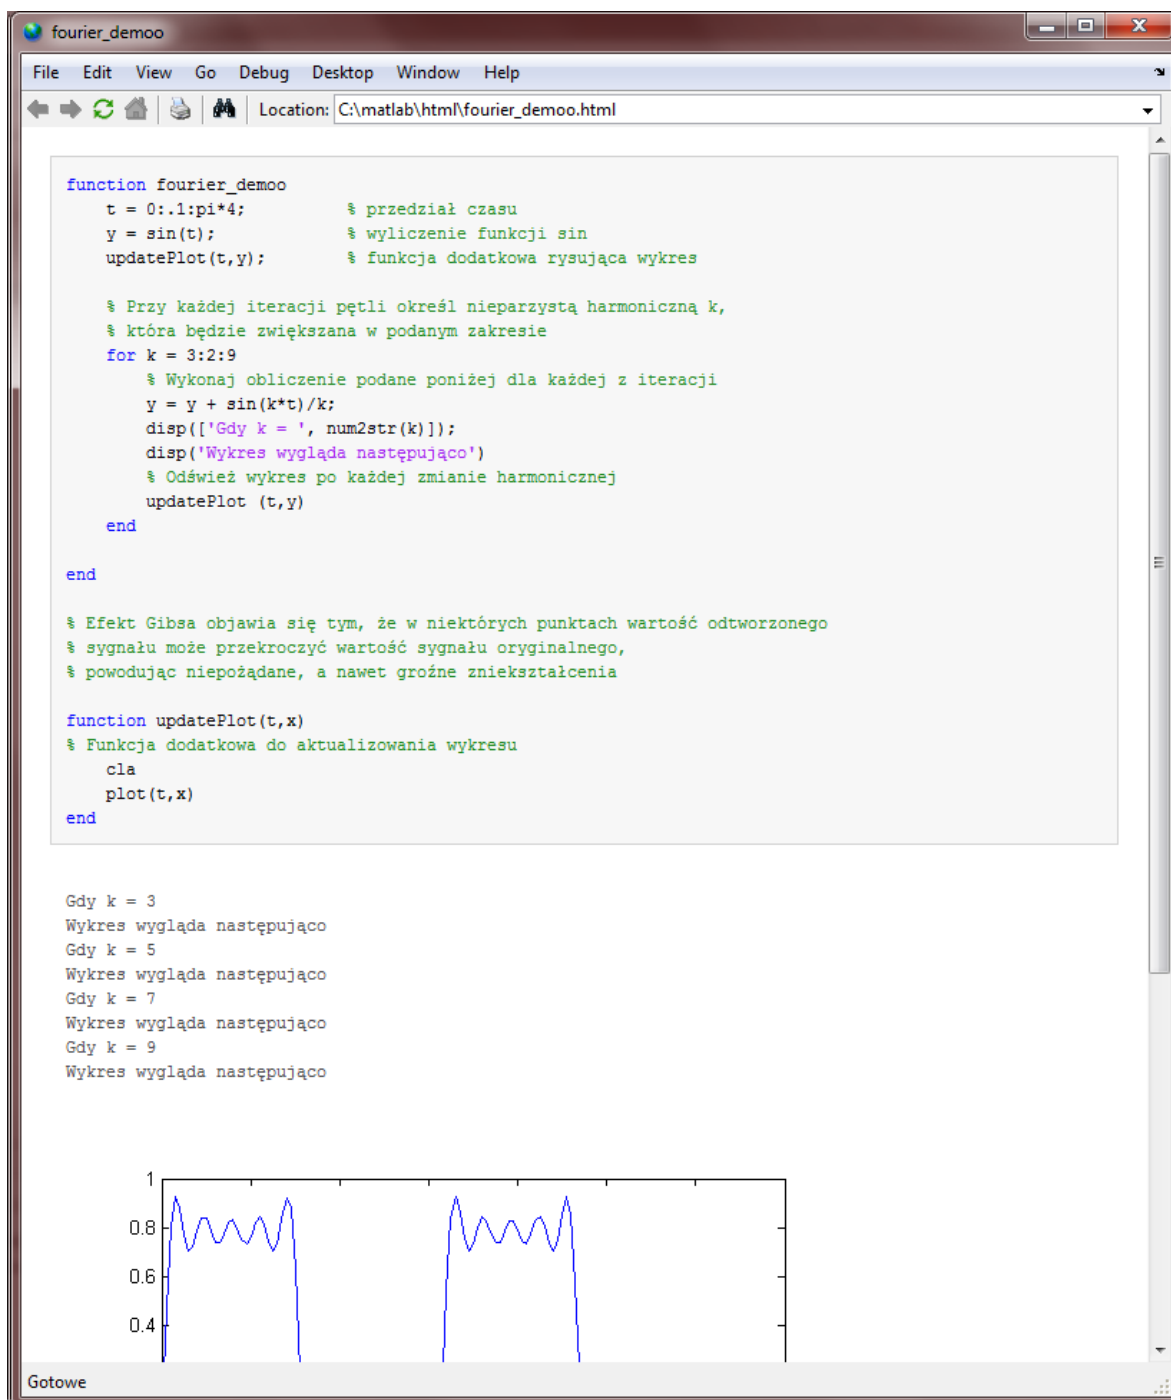 fourier_demoo
File Edit View Go Debug Desktop Window Help
Location: C:\matlab\html\fourier_demoo.html
function fourier_demoo
t = 0:.1:pi*4; % przedział czasu
y = sin(t); % wyliczenie funkcji sin
updatePlot(t,y); % funkcja dodatkowa rysująca wykres
% Przy każdej iteracji pętli określ nieparzystą harmoniczną k,
% która będzie zwiększana w podanym zakresie
for k = 3:2:9
% Wykonaj obliczenie podane poniżej dla każdej z iteracji
y = y + sin(k*t)/k;
disp(['Gdy k = ', num2str(k)]);
disp('Wykres wygląda następująco')
% Odśwież wykres po każdej zmianie harmonicznej
updatePlot (t,y)
end
end
% Efekt Gibsa objawia się tym, że w niektórych punktach wartość odtworzonego
% sygnału może przekroczyć wartość sygnału oryginalnego,
% powodując niepożądane, a nawet groźne zniekształcenia
function updatePlot(t,x)
% Funkcja dodatkowa do aktualizowania wykresu
cla
plot(t,x)
end
Gdy k = 3
Wykres wygląda następująco
Gdy k = 5
Wykres wygląda następująco
Gdy k = 7
Wykres wygląda następująco
Gdy k = 9
Wykres wygląda następująco
1
0.8
0.6
0.4
Gotowe